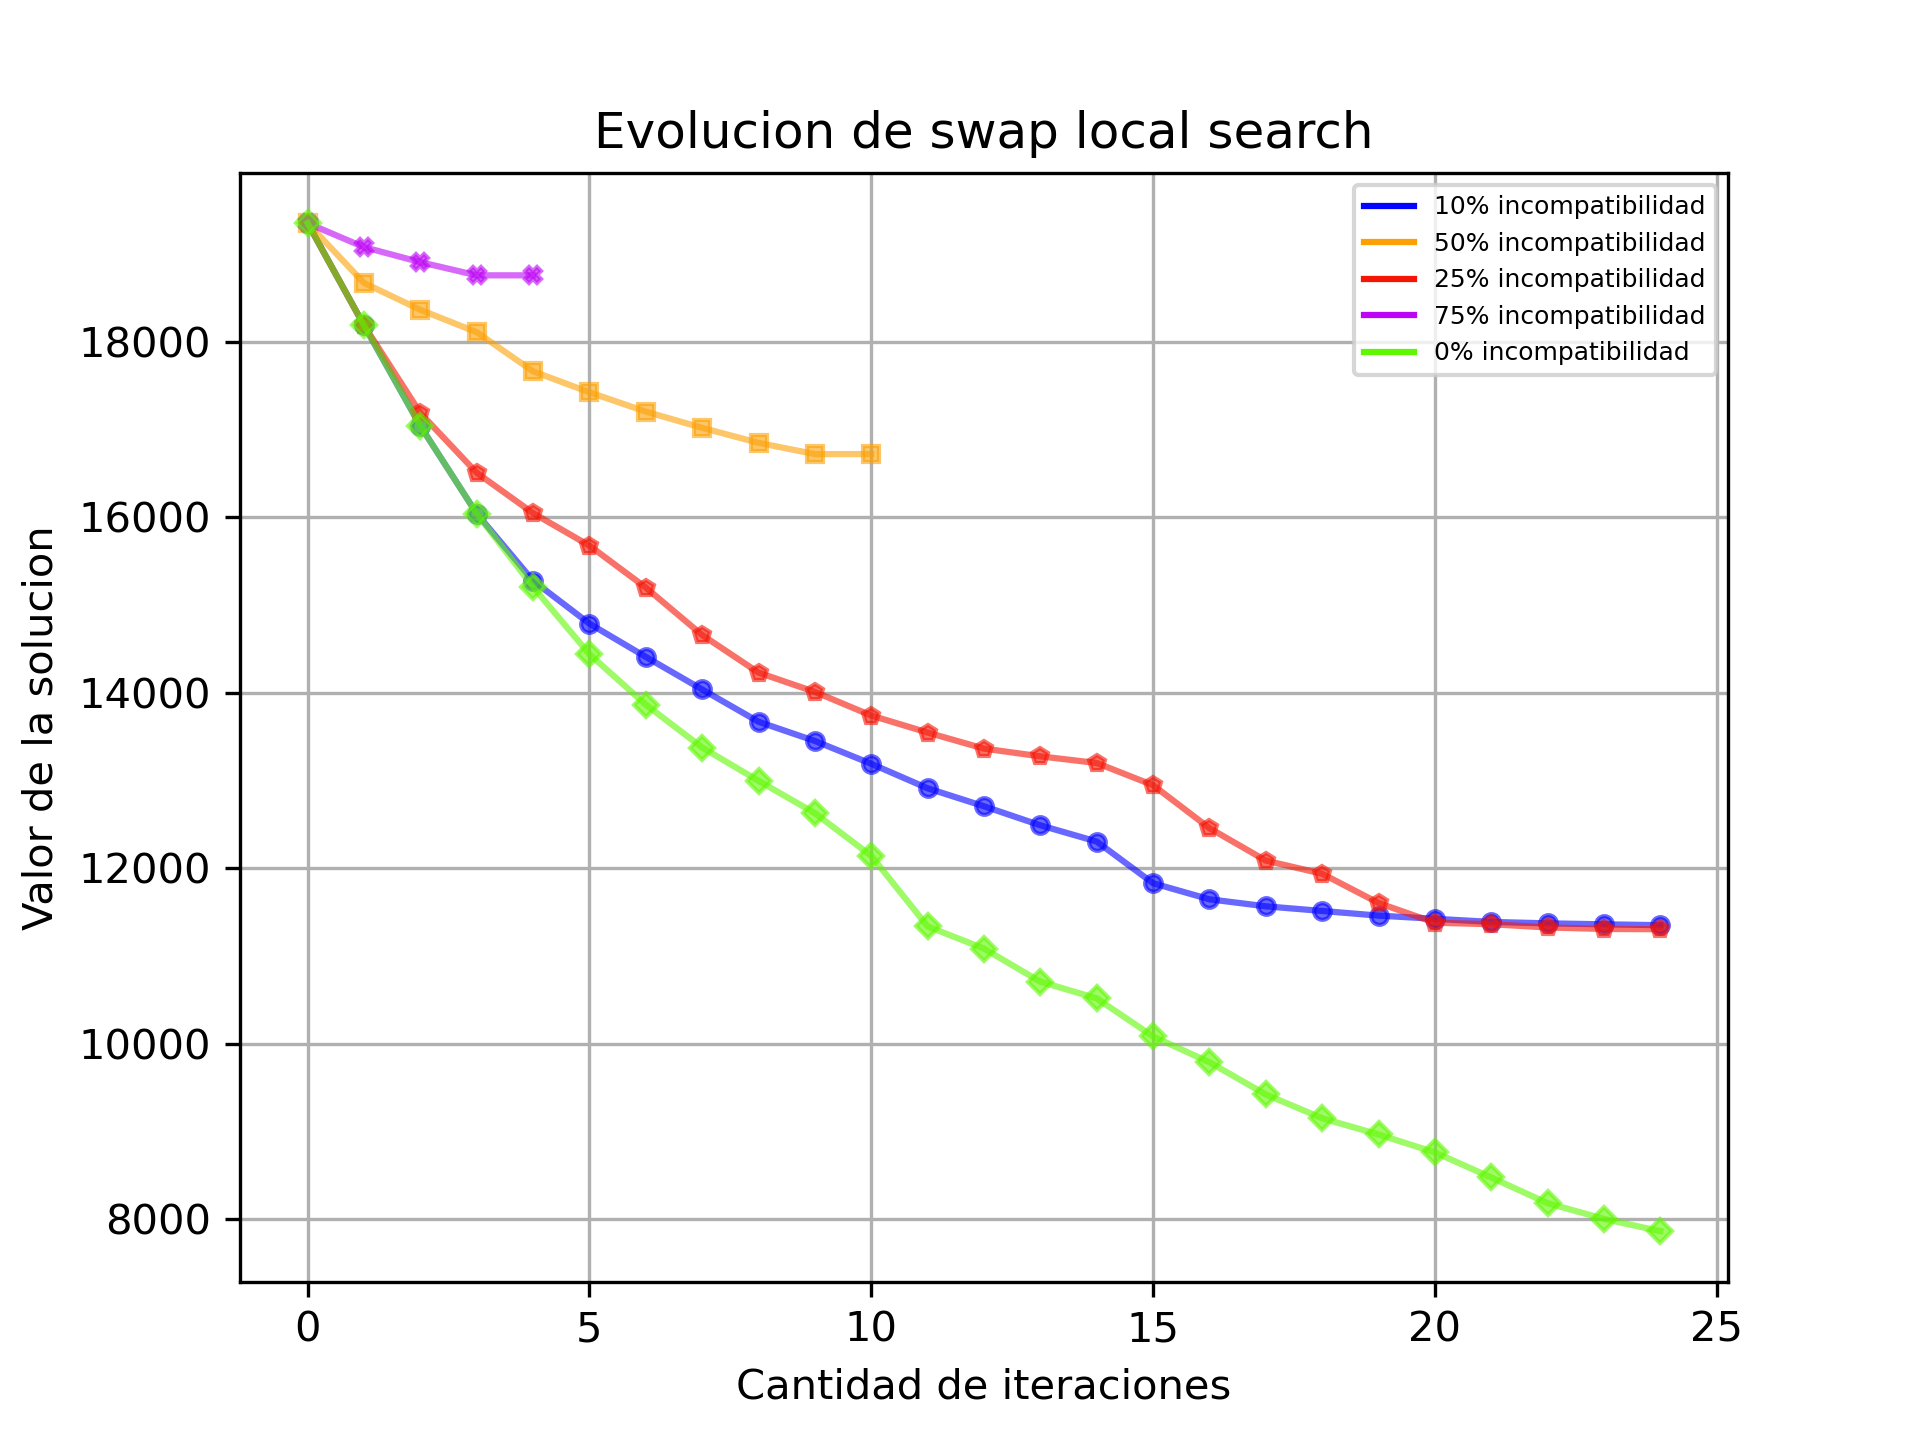 Evolucion de swap local search
10% incompatibilidad
50% incompatibilidad
25% incompatibilidad
75% incompatibilidad
0% incompatibilidad
Valor de la solucion
18000
16000
14000
12000
10000
8000
0 5 10 15 20 25
Cantidad de iteraciones